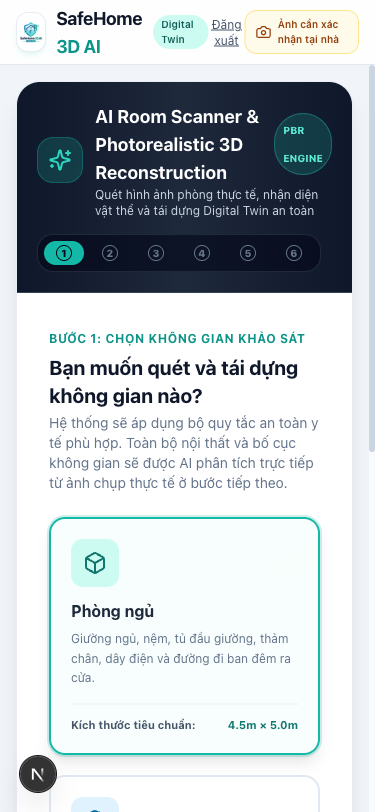 SafeHome
3D AI
Digital
Twin
Đăng
xuất
Ảnh cần xác
nhận tại nhà
AI Room Scanner &
Photorealistic 3D
Reconstruction
PBR
ENGINE
Quét hình ảnh phòng thực tế, nhận diện
vật thể và tái dựng Digital Twin an toàn
1 2 3 4 5 6
BƯỚC 1: CHỌN KHÔNG GIAN KHẢO SÁT
Bạn muốn quét và tái dựng
không gian nào?
Hệ thống sẽ áp dụng bộ quy tắc an toàn y
tế phù hợp. Toàn bộ nội thất và bố cục
không gian sẽ được AI phân tích trực tiếp
từ ảnh chụp thực tế ở bước tiếp theo.
Phòng ngủ
Giường ngủ, nệm, tủ đầu giường, thảm
chân, dây điện và đường đi ban đêm ra
cửa.
Kích thước tiêu chuẩn: 4.5m × 5.0m
N